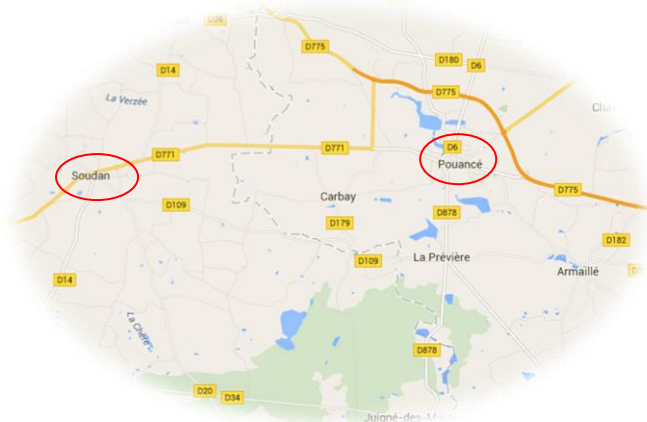 D775
D14
D180
D6
D775
La Verzée
D6
D771
D771
Pouancé
Soudan
D775
Carbay
D109
D878
D179
D182
La Prévière
D109
Armaillé
D14
La Chère
D878
D20
D34